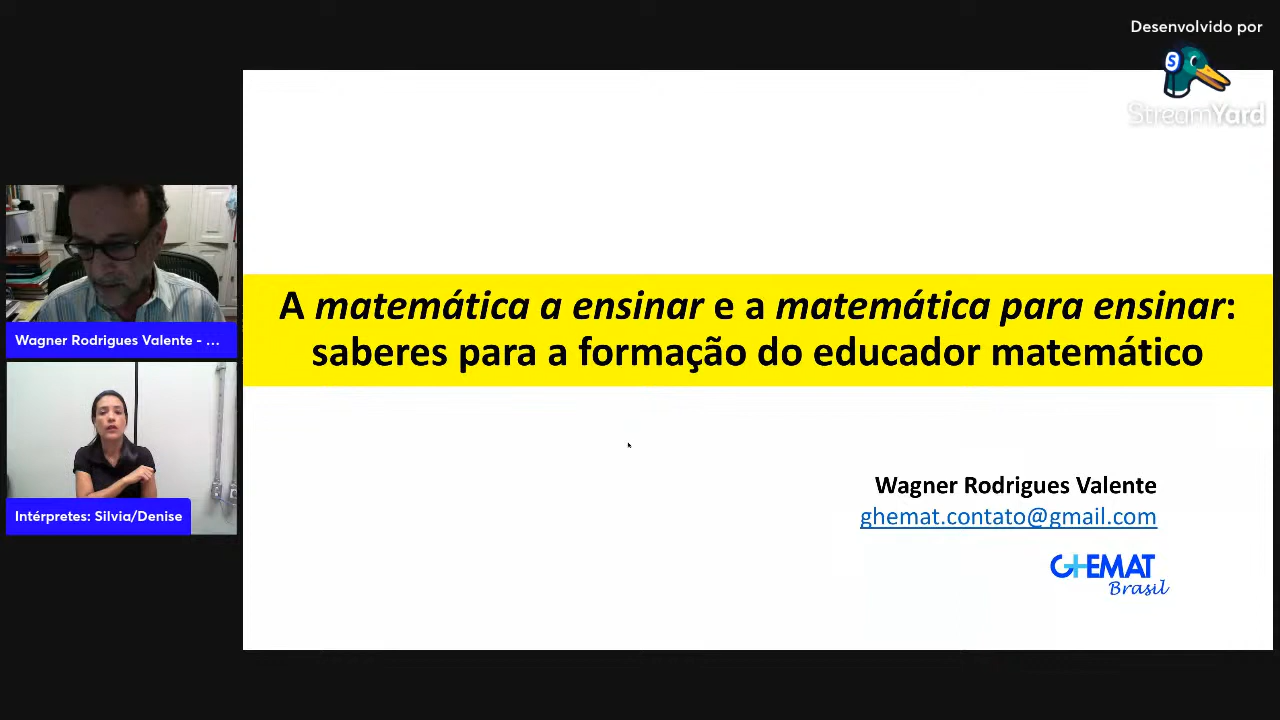 Desenvolvido por
StreamYard
A matemática a ensinar e a matemática para ensinar:
saberes para a formação do educador matemático
Wagner Rodrigues Valente - ...
Intérpretes: Silvia/Denise
Wagner Rodrigues Valente
ghemat.contato@gmail.com
GHEMAT
Brasil